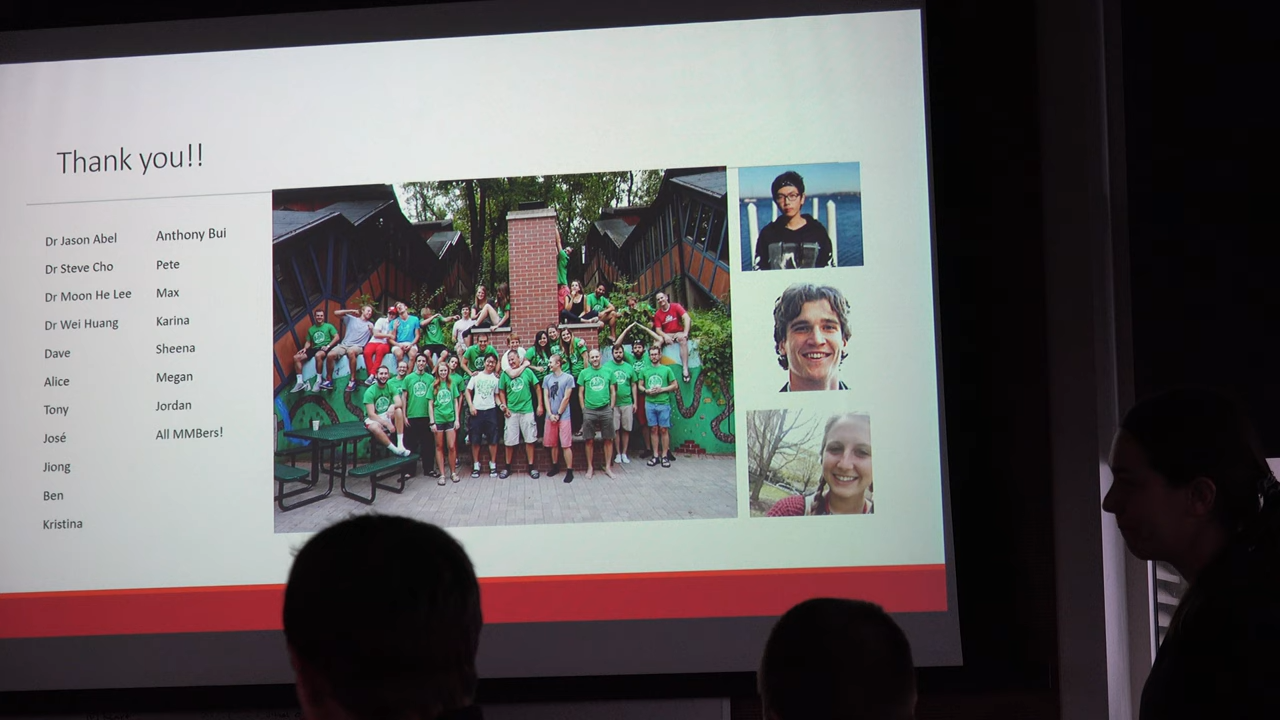 Thank you!!
Dr Jason Abel
Dr Steve Cho
Dr Moon He Lee
Dr Wei Huang
Dave
Alice
Tony
José
Jiong
Ben
Kristina
Anthony Bui
Pete
Max
Karina
Sheena
Megan
Jordan
All MMBers!